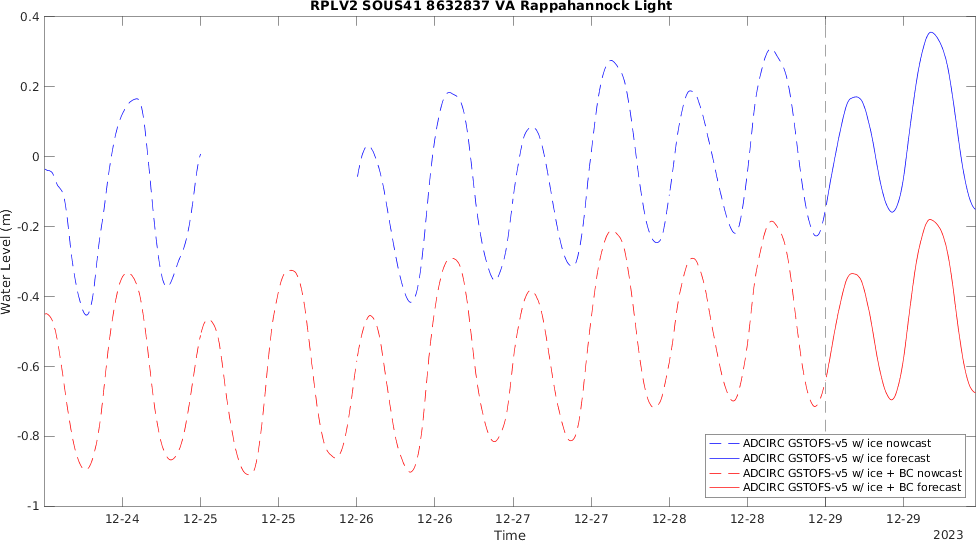 RPLV2 SOUS41 8632837 VA Rappahannock Light
0.4
0.2
0
-0.2
-0.4
-0.6
-0.8
-1
Water Level (m)
12-24 12-25 12-25 12-26 12-26 12-27 12-27 12-28 12-28 12-29 12-29
Time
2023
ADCIRC GSTOFS-v5 w/ ice nowcast
ADCIRC GSTOFS-v5 w/ ice forecast
ADCIRC GSTOFS-v5 w/ ice + BC nowcast
ADCIRC GSTOFS-v5 w/ ice + BC forecast